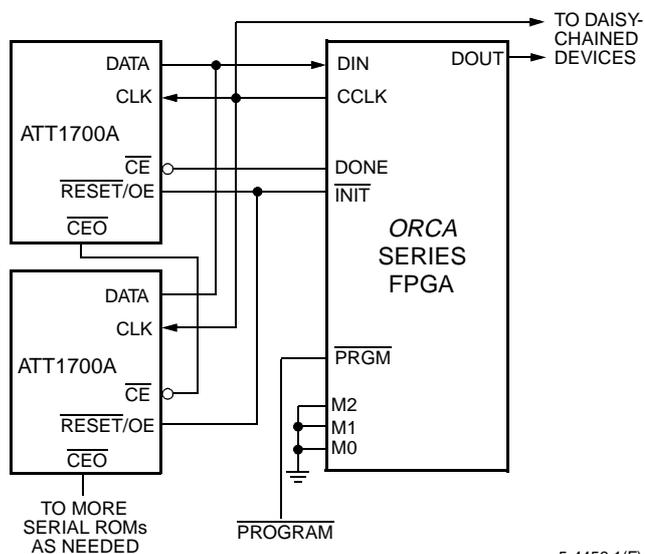 TO DAISY-
CHAINED
DEVICES
DATA
CLK
ATT1700A
CE
RESET/OE
CEO
DIN
DOUT
CCLK
DONE
INIT
ORCA
SERIES
FPGA
PRGM
M2
M1
M0
DATA
CLK
ATT1700A
CE
RESET/OE
CEO
TO MORE
SERIAL ROMs
AS NEEDED
PROGRAM